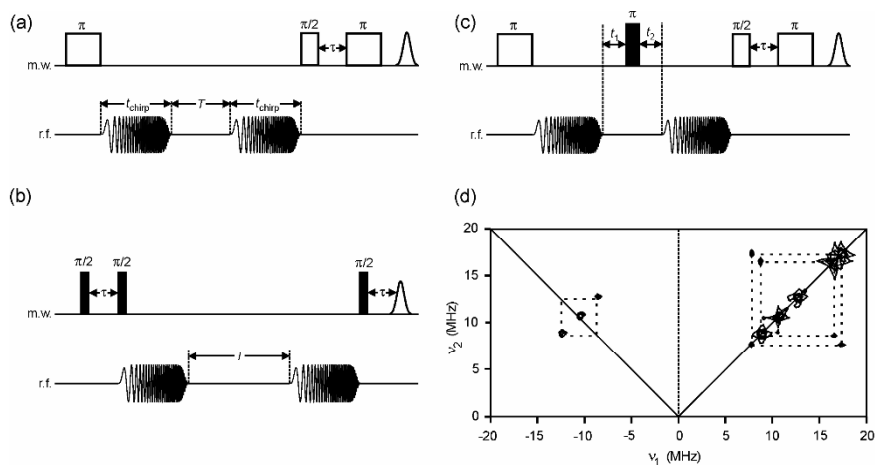 (a)
π
π/2
τ
π
m.w.
t_chirp
T
t_chirp
r.f.
(b)
π/2
τ
π/2
π/2
τ
m.w.
I
r.f.
(c)
π
t_1
π
t_2
π/2
τ
π
m.w.
r.f.
(d)
20
15
10
5
0
ν_2 (MHz)
-20
-15
-10
-5
0
5
10
15
20
ν_1 (MHz)